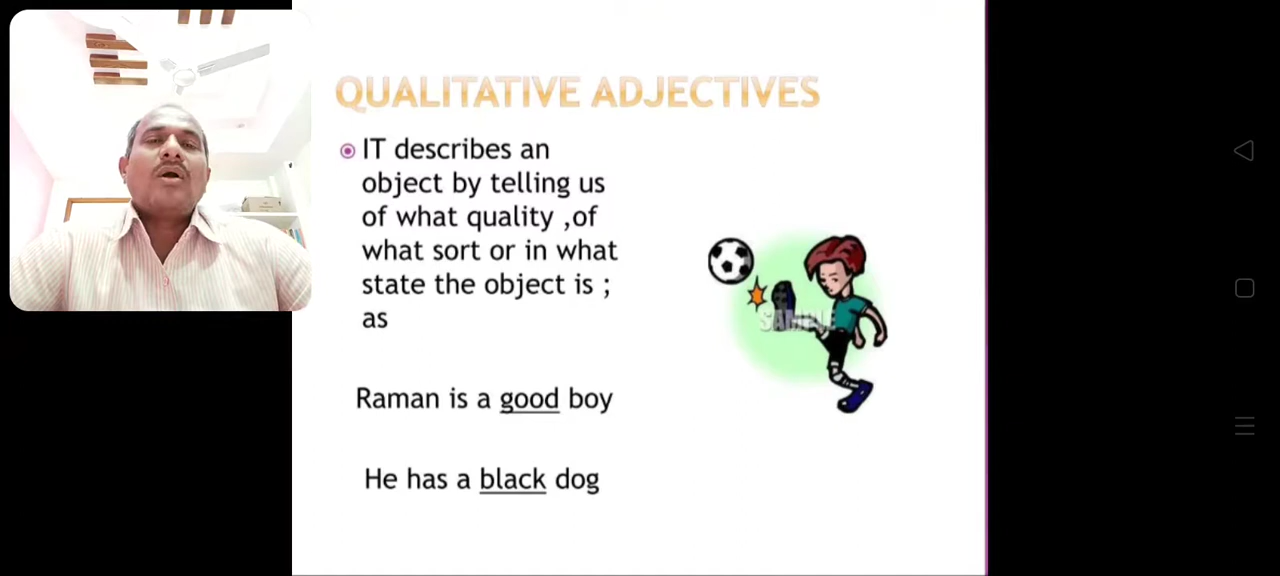 QUALITATIVE ADJECTIVES
IT describes an
object by telling us
of what quality ,of
what sort or in what
state the object is ;
as
SAMPLE
Raman is a good boy
He has a black dog